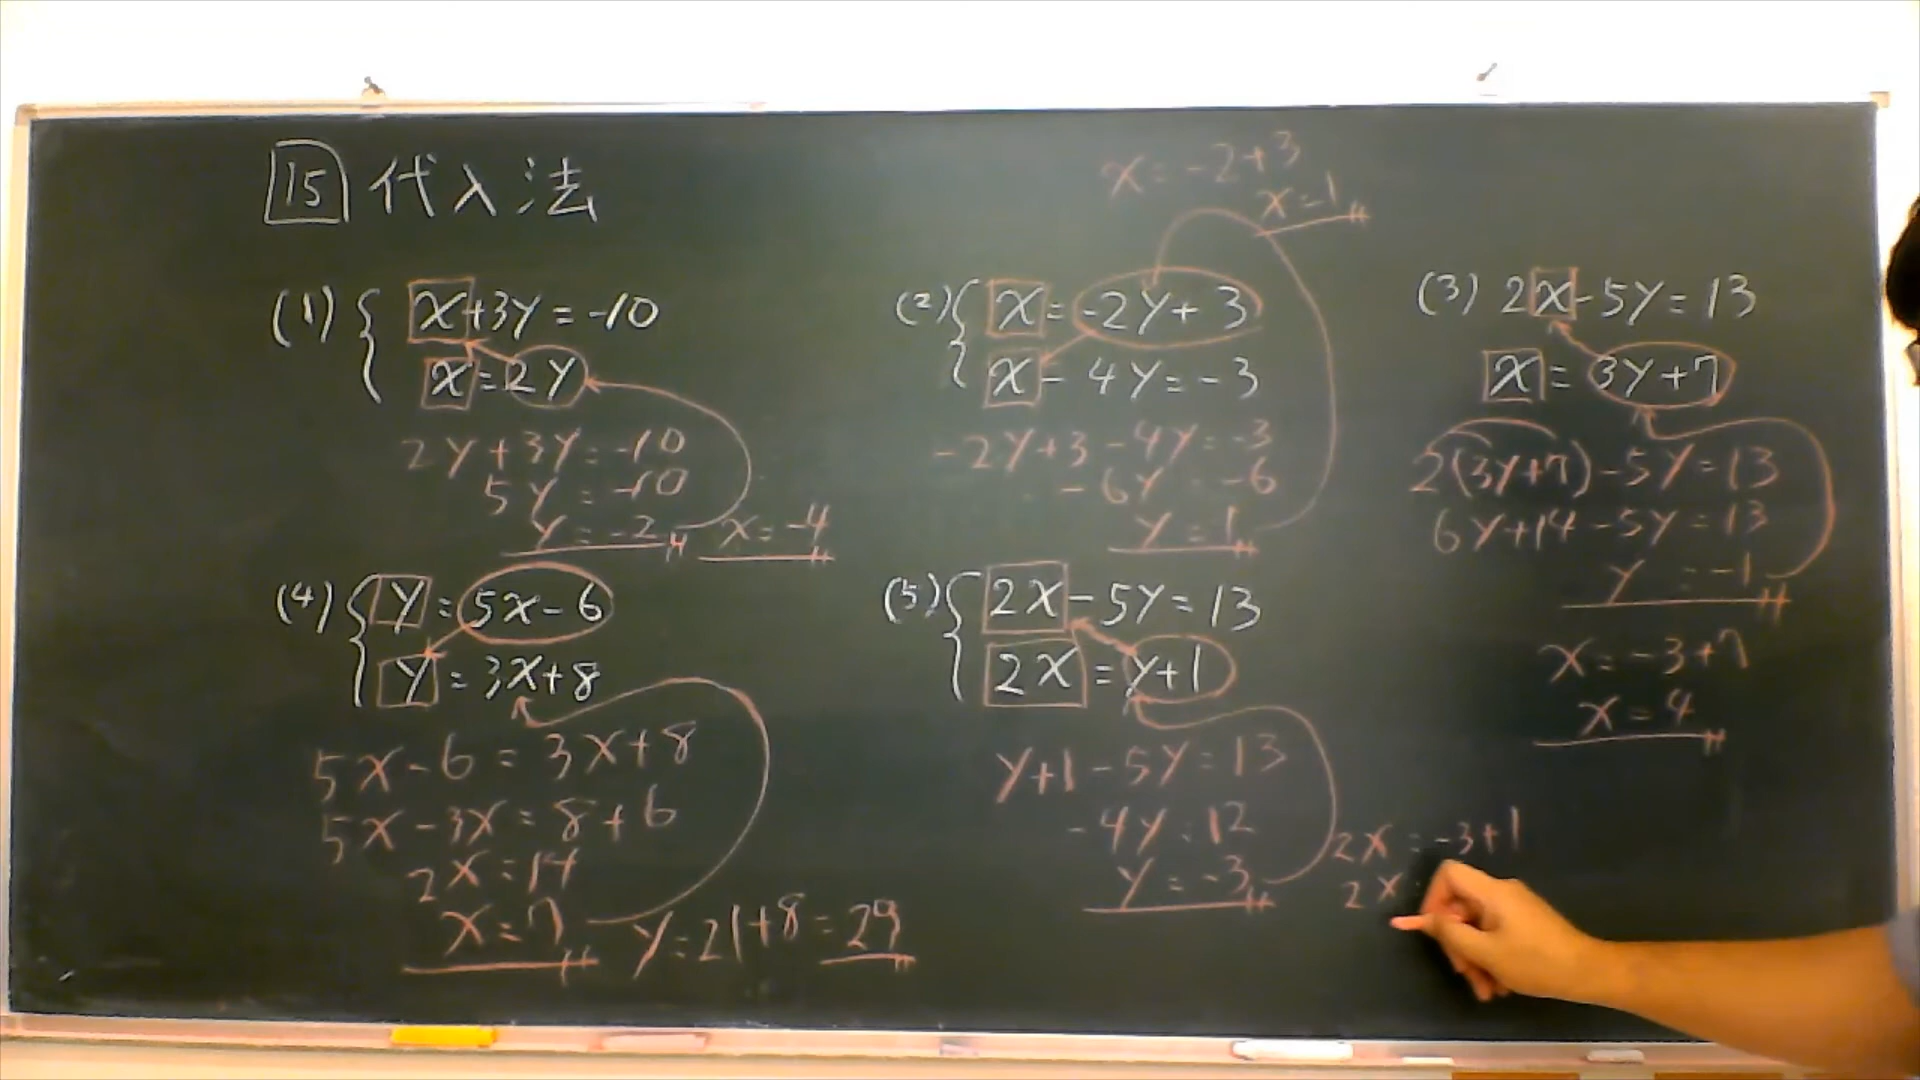 15 代入法
(1) { x+3y=-10
x=2y
2y+3y=-10
5y=-10
y=-2
x=-4
x=-2+3
x=1
(2) { x=-2y+3
x-4y=-3
-2y+3-4y=-3
-6y=-6
y=1
(3) 2x-5y=13
x=3y+7
2(3y+7)-5y=13
6y+14-5y=13
y=-1
x=-3+7
x=4
(4) { y=5x-6
y=3x+8
5x-6=3x+8
5x-3x=8+6
2x=14
x=7
y=21+8=29
(5) { 2x-5y=13
2x=y+1
y+1-5y=13
-4y=12
y=-3
2x=-3+1
2x